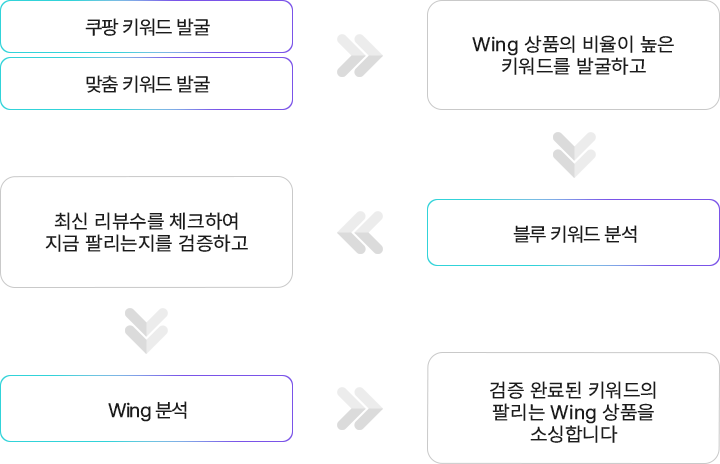 쿠팡 키워드 발굴
맞춤 키워드 발굴
Wing 상품의 비율이 높은
키워드를 발굴하고
블루 키워드 분석
최신 리뷰수를 체크하여
지금 팔리는지를 검증하고
Wing 분석
검증 완료된 키워드의
팔리는 Wing 상품을
소싱합니다